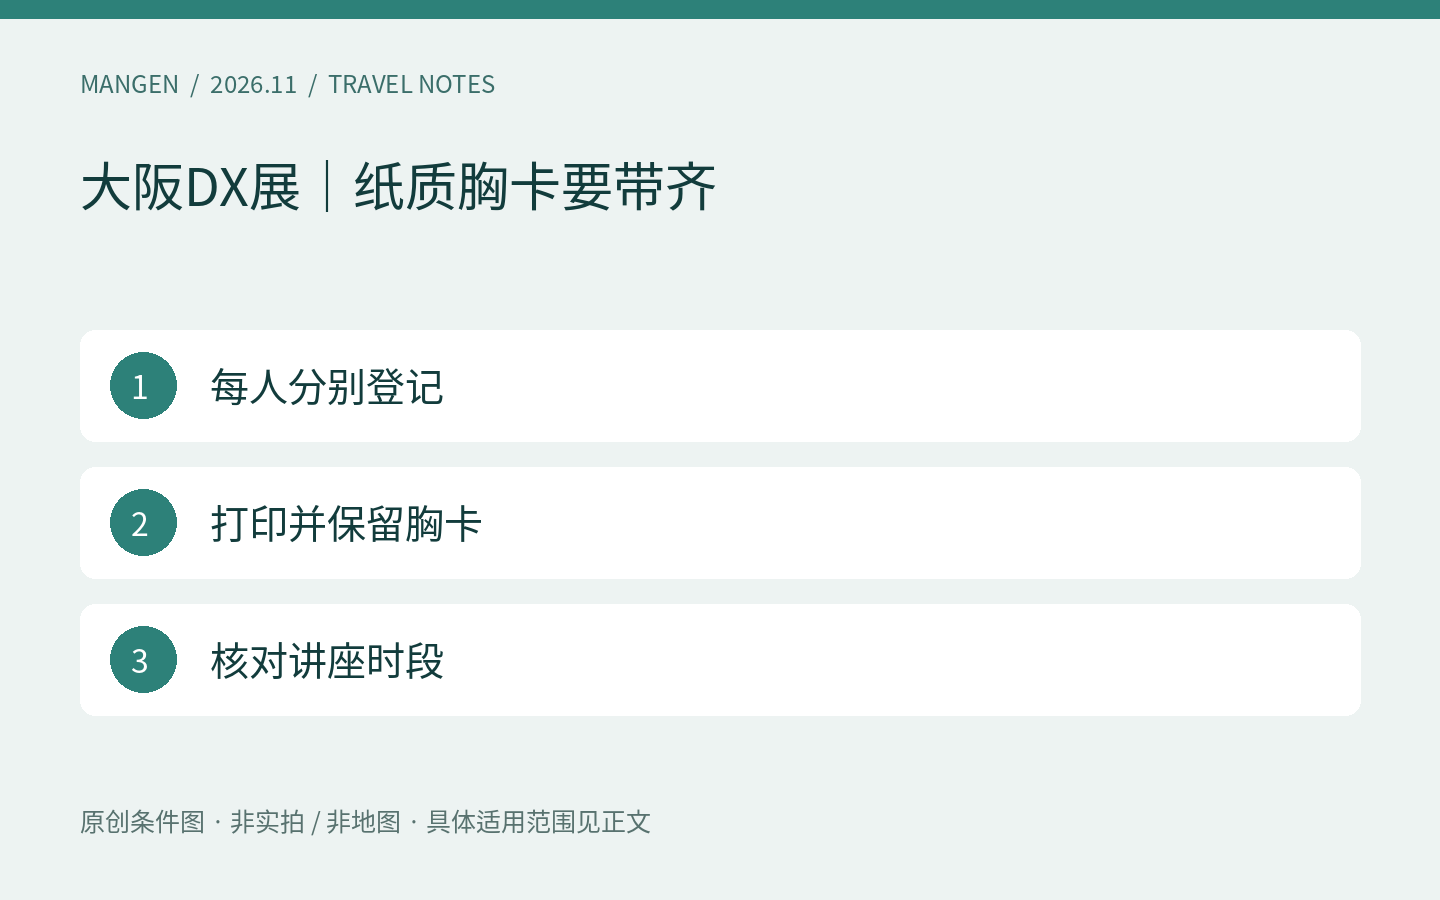 MANGEN / 2026.11 / TRAVEL NOTES
大阪DX展｜纸质胸卡要带齐
1 每人分别登记
2 打印并保留胸卡
3 核对讲座时段
原创条件图 · 非实拍 / 非地图 · 具体适用范围见正文